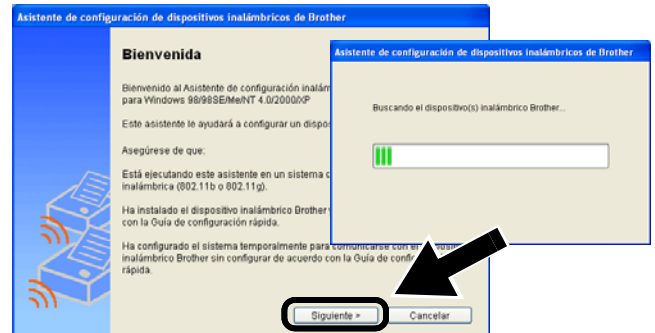 Asistente de configuración de dispositivos inalámbricos de Brother
Bienvenida
Bienvenido al Asistente de configuración inalám
para Windows 98/98SE/Me/NT 4.0/2000/XP
Este asistente le ayudará a configurar un dispos
Asegúrese de que:
Está ejecutando este asistente en un sistema c
inalámbrica (802.11b o 802.11g).
Ha instalado el dispositivo inalámbrico Brother
con la Guía de configuración rápida.
Ha configurado el sistema temporalmente para comunicarse con el
inalámbrico Brother sin configurar de acuerdo con la Guía de
rápida.
Siguiente >
Cancelar
Asistente de configuración de dispositivos inalámbricos de Brother
Buscando el dispositivo(s) inalámbrico Brother...